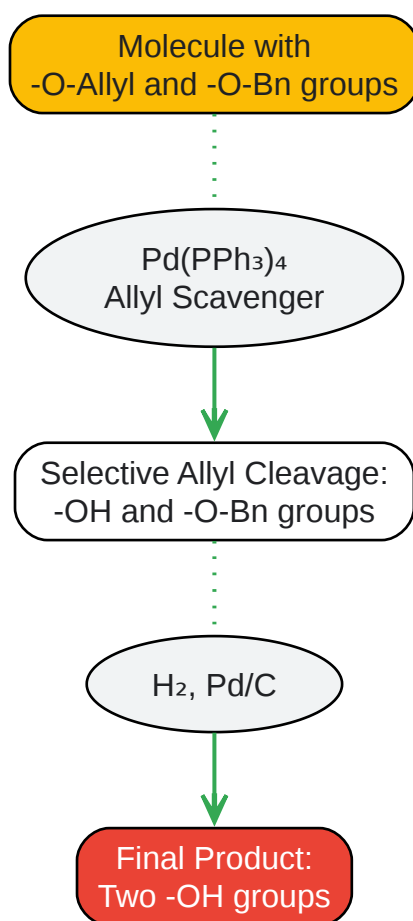 Molecule with
-O-Allyl and -O-Bn groups
Pd(PPh₃)₄
Allyl Scavenger
Selective Allyl Cleavage:
-OH and -O-Bn groups
H₂, Pd/C
Final Product:
Two -OH groups